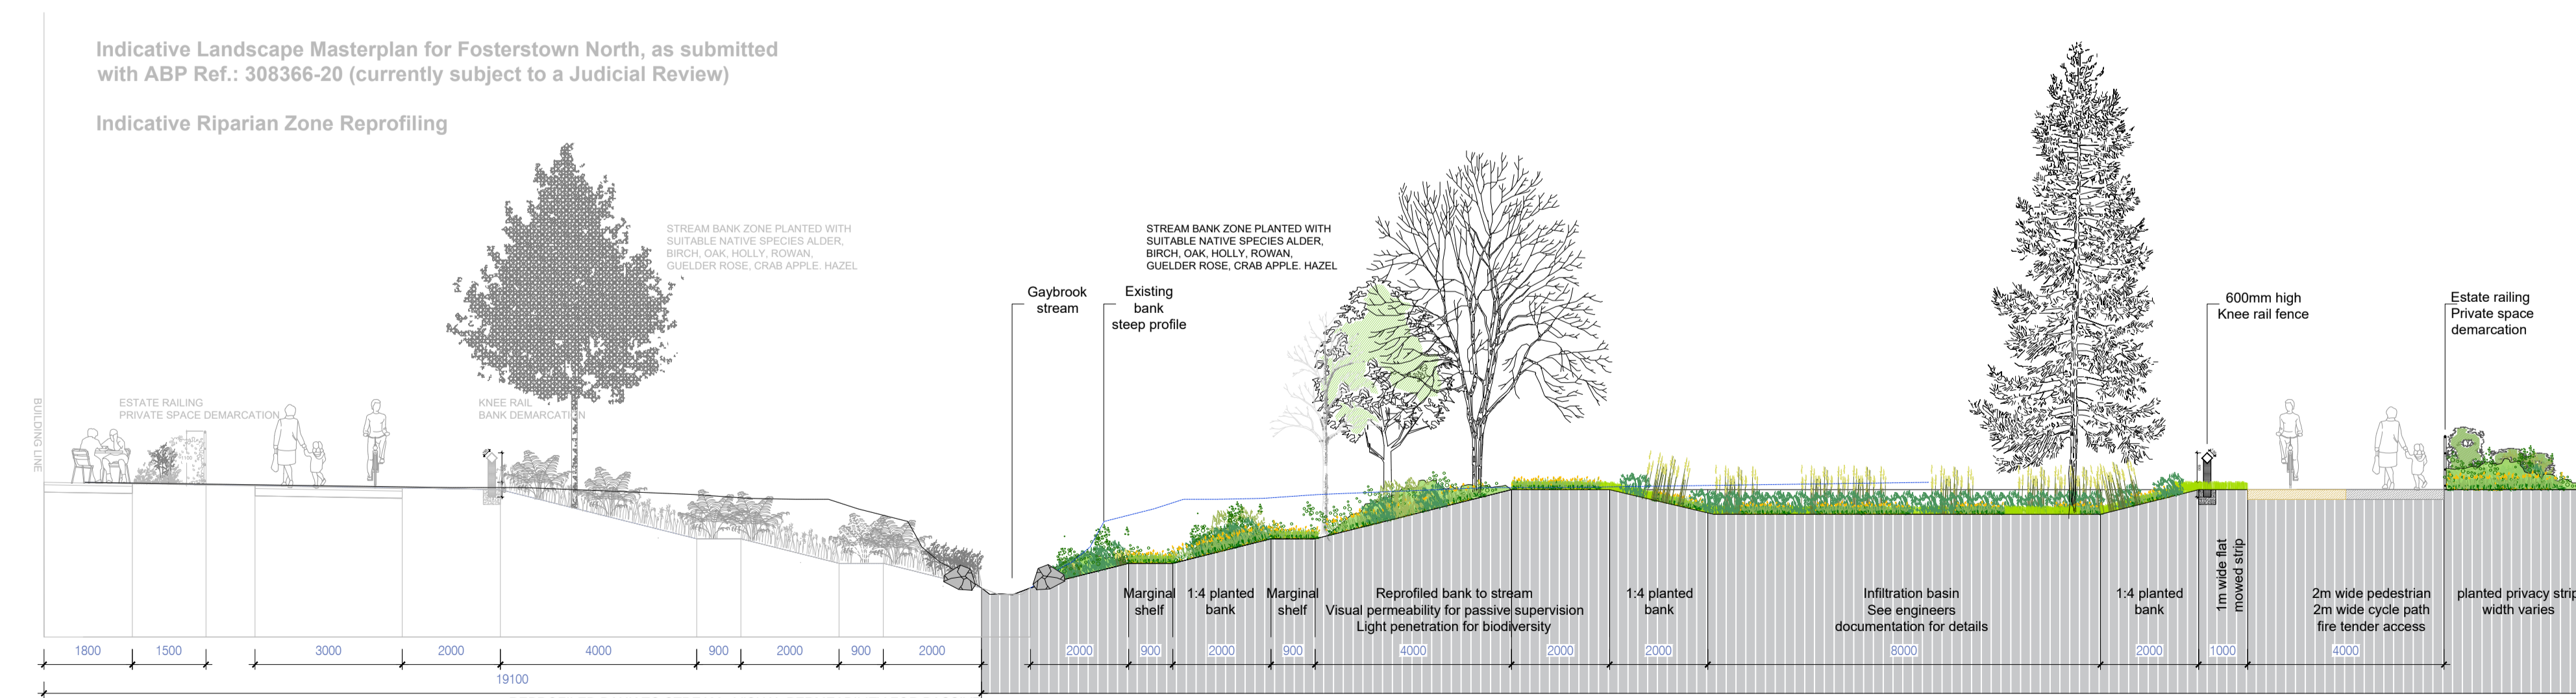 Indicative Landscape Masterplan for Fosterstown North, as submitted
with ABP Ref.: 308366-20 (currently subject to a Judicial Review)
Indicative Riparian Zone Reprofiling
STREAM BANK ZONE PLANTED WITH
SUITABLE NATIVE SPECIES ALDER,
BIRCH, OAK, HOLLY, ROWAN,
GUELDER ROSE, CRAB APPLE. HAZEL
STREAM BANK ZONE PLANTED WITH
SUITABLE NATIVE SPECIES ALDER,
BIRCH, OAK, HOLLY, ROWAN,
GUELDER ROSE, CRAB APPLE. HAZEL
Gaybrook
stream
Existing
bank
steep profile
600mm high
Knee rail fence
Estate railing
Private space
demarcation
BUILDING LINE
ESTATE RAILING
PRIVATE SPACE DEMARCATION
KNEE RAIL
BANK DEMARCATION
Marginal
shelf
1:4 planted
bank
Marginal
shelf
Reprofiled bank to stream
Visual permeability for passive supervision
Light penetration for biodiversity
1:4 planted
bank
Infiltration basin
See engineers
documentation for details
1:4 planted
bank
1m wide flat
mowed strip
2m wide pedestrian
2m wide cycle path
fire tender access
planted privacy strip
width varies
1800
1500
3000
2000
4000
900
2000
900
2000
2000
900
2000
900
4000
2000
2000
8000
2000
1000
4000
19100